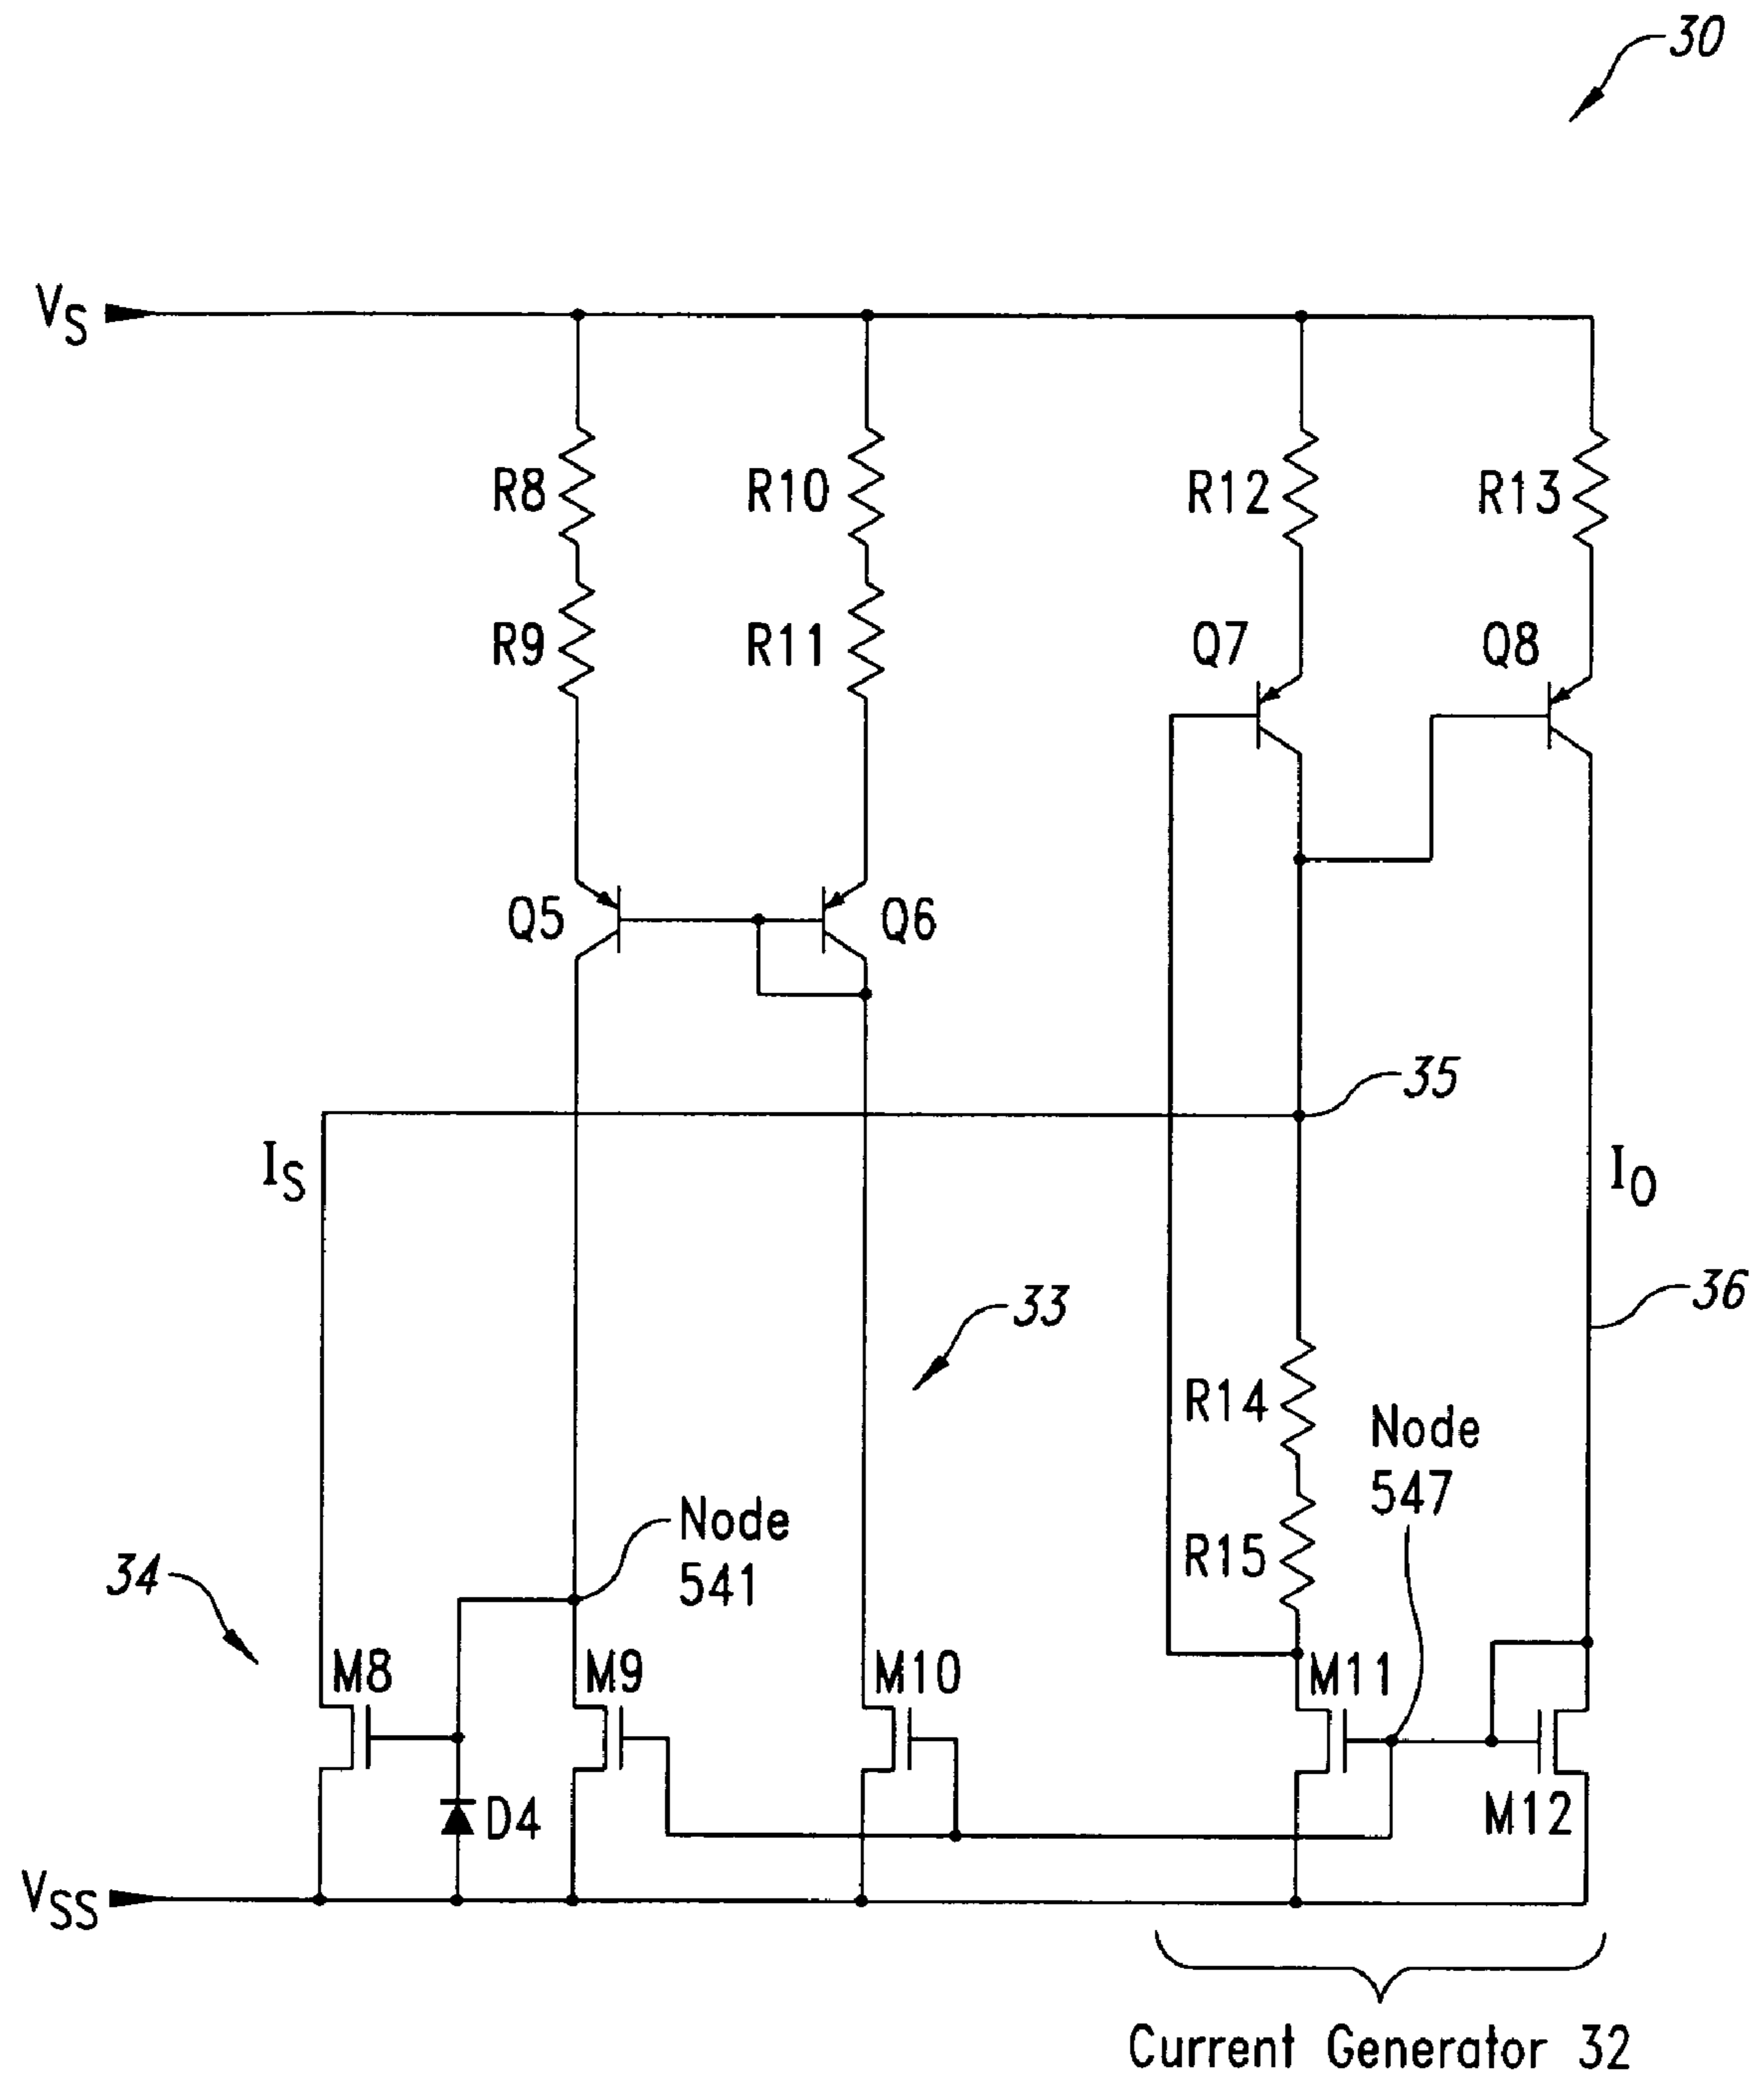 30
VS
R8
R10
R12
R13
R9
R11
Q7
Q8
Q5
Q6
35
IS
IO
36
33
R14
Node
547
Node
541
R15
34
M8
M9
M10
M11
D4
M12
VSS
Current Generator 32